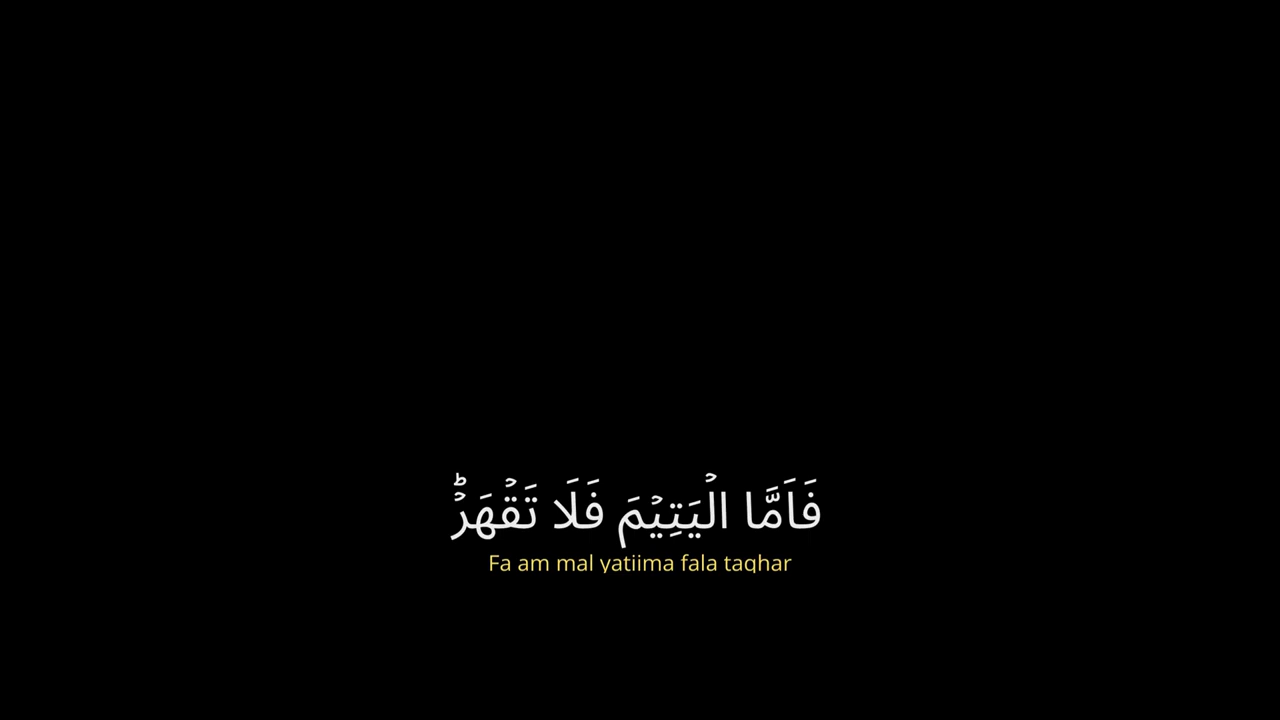 فَاَمَّا الۡيَتِيۡمَ فَلَا تَقۡهَرۡؕ
Fa am mal yatiima fala taqhar